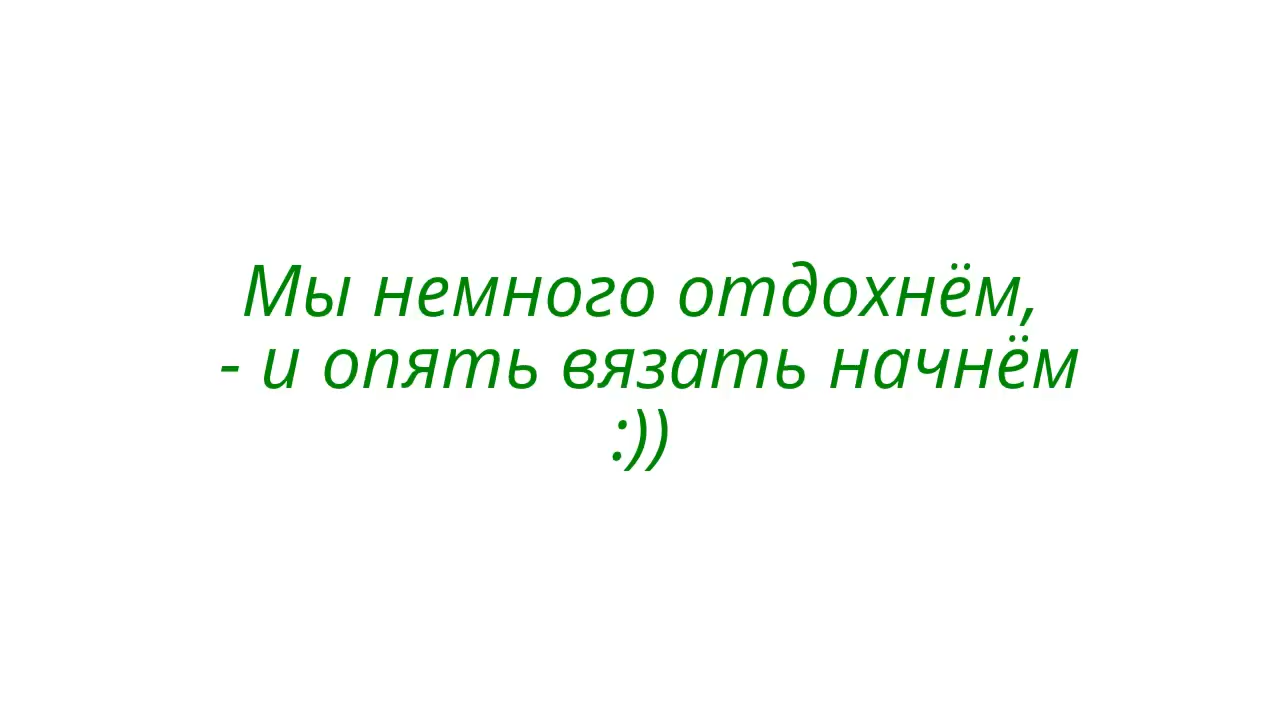 Мы немного отдохнём,
- и опять вязать начнём
:))